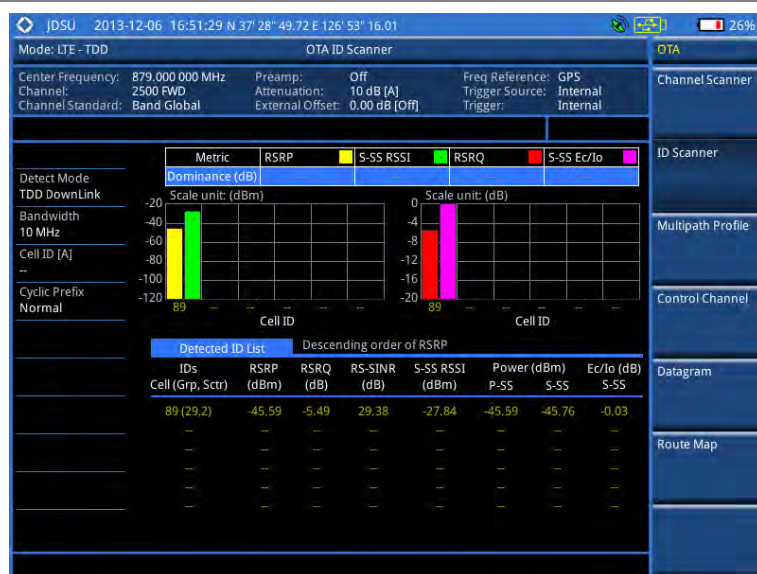 JDSU 2013-12-06 16:51:29 N 37' 28" 49.72 E 126' 53" 16.01 26%
Mode: LTE - TDD OTA ID Scanner OTA
Center Frequency: 879.000 000 MHz Preamp: Off Freq Reference: GPS
Channel: 2500 FWD Attenuation: 10 dB [A] Trigger Source: Internal
Channel Standard: Band Global External Offset: 0.00 dB [Off] Trigger: Internal
Channel Scanner
ID Scanner
Multipath Profile
Control Channel
Datagram
Route Map
Detect Mode
TDD DownLink
Bandwidth
10 MHz
Cell ID [A]
--
Cyclic Prefix
Normal
Metric RSRP S-SS RSSI RSRQ S-SS Ec/Io
Dominance (dB)
Scale unit: (dBm)
-20
-40
-60
-80
-100
-120
89 -- -- -- -- --
Cell ID
Scale unit: (dB)
0
-4
-8
-12
-16
-20
89 -- -- -- -- --
Cell ID
Detected ID List Descending order of RSRP
IDs RSRP RSRQ RS-SINR S-SS RSSI Power (dBm) Ec/Io (dB)
Cell (Grp, Sctr) (dBm) (dB) (dB) (dBm) P-SS S-SS S-SS
89 (29,2) -45.59 -5.49 29.38 -27.84 -45.59 -45.76 -0.03
-- -- -- -- -- -- -- --
-- -- -- -- -- -- -- --
-- -- -- -- -- -- -- --
-- -- -- -- -- -- -- --
-- -- -- -- -- -- -- --